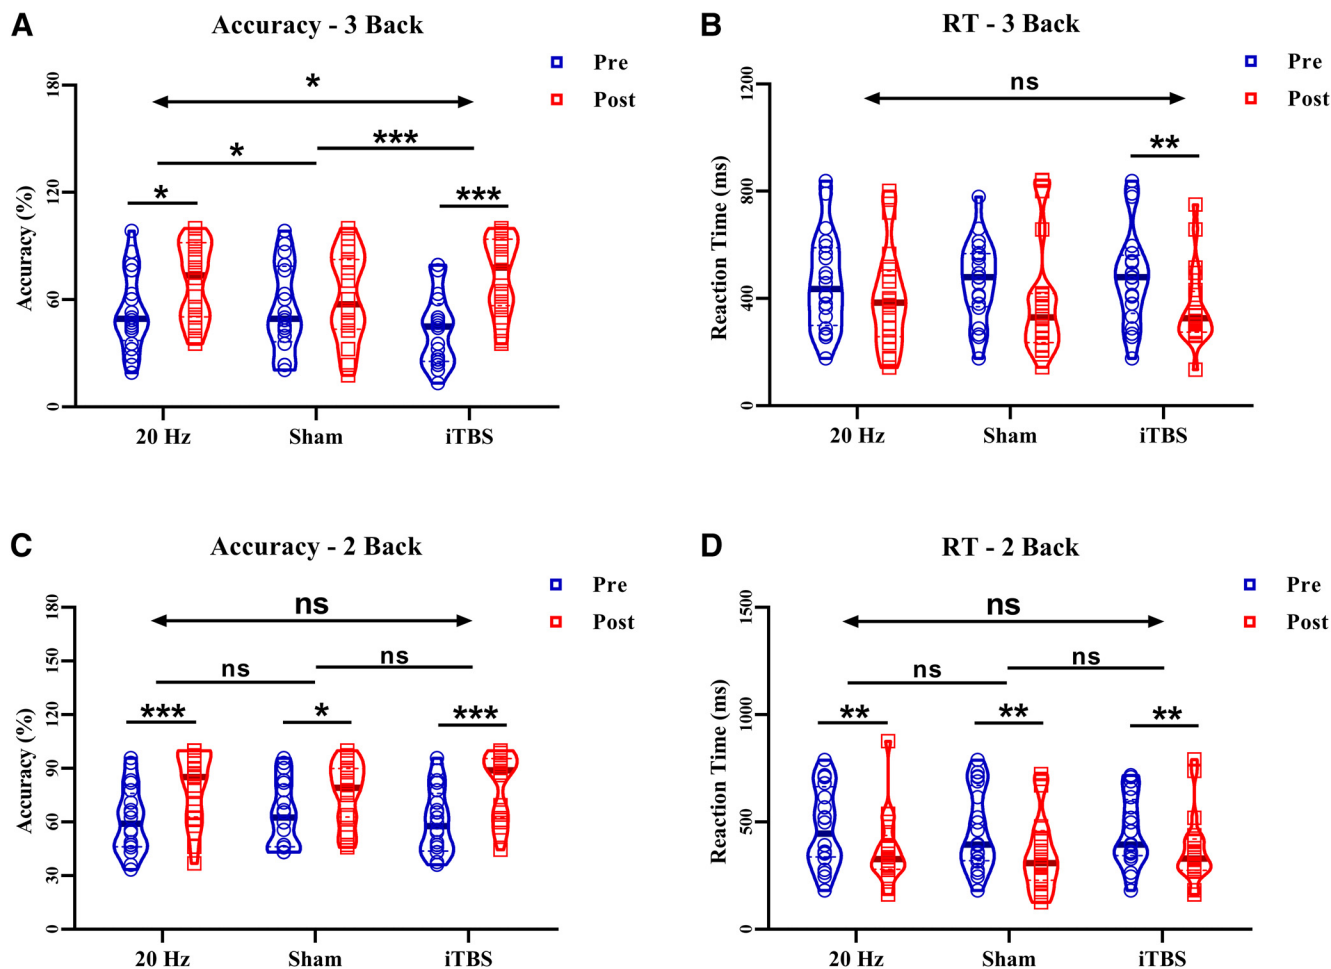 A
Accuracy - 3 Back
Pre
Post
Accuracy (%)
180
120
60
0
*
*
***
*
***
20 Hz
Sham
iTBS
B
RT - 3 Back
Pre
Post
Reaction Time (ms)
1200
800
400
0
ns
**
20 Hz
Sham
iTBS
C
Accuracy - 2 Back
Pre
Post
Accuracy (%)
180
150
120
90
60
30
0
ns
ns
ns
***
*
***
20 Hz
Sham
iTBS
D
RT - 2 Back
Pre
Post
Reaction Time (ms)
1500
1000
500
0
ns
ns
ns
**
**
**
20 Hz
Sham
iTBS